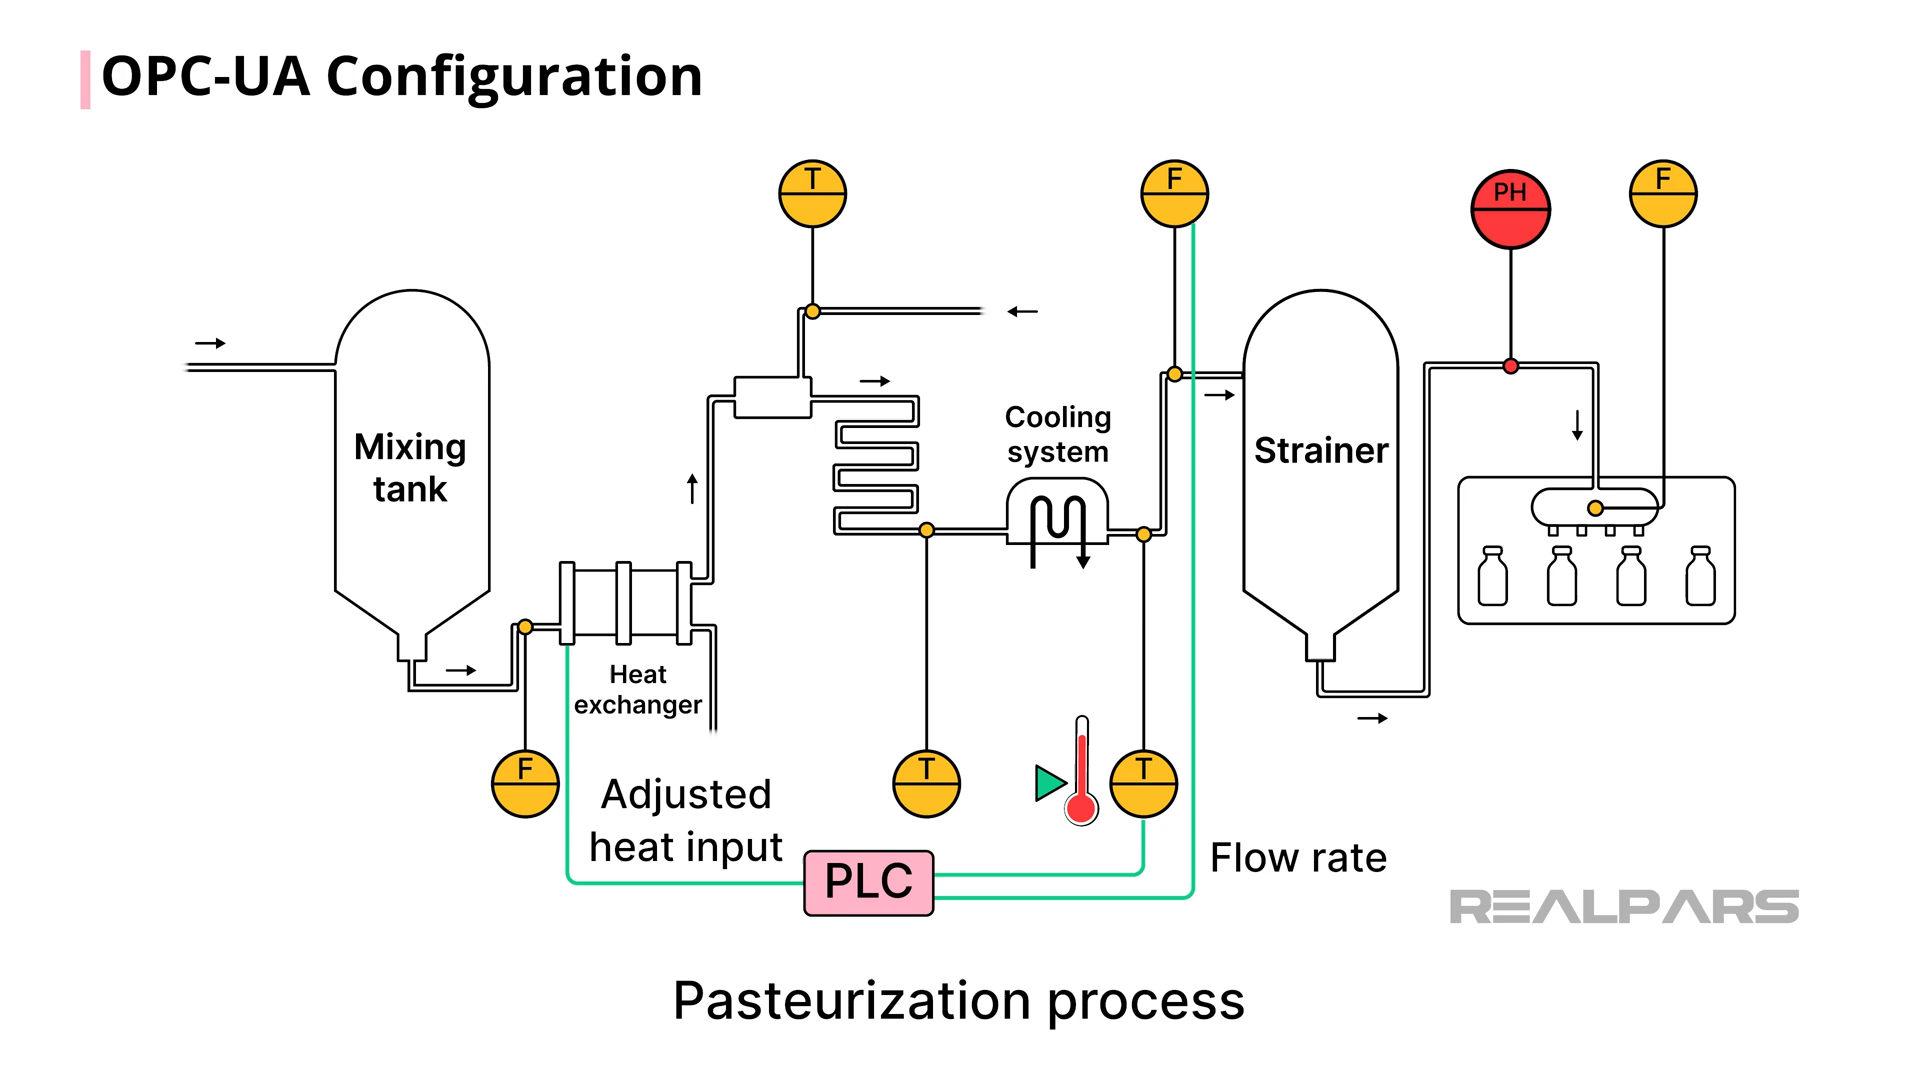 OPC-UA Configuration
T
F
PH
F
Mixing
tank
Cooling
system
Strainer
Heat
exchanger
F
T
T
Adjusted
heat input
PLC
Flow rate
REALPARS
Pasteurization process